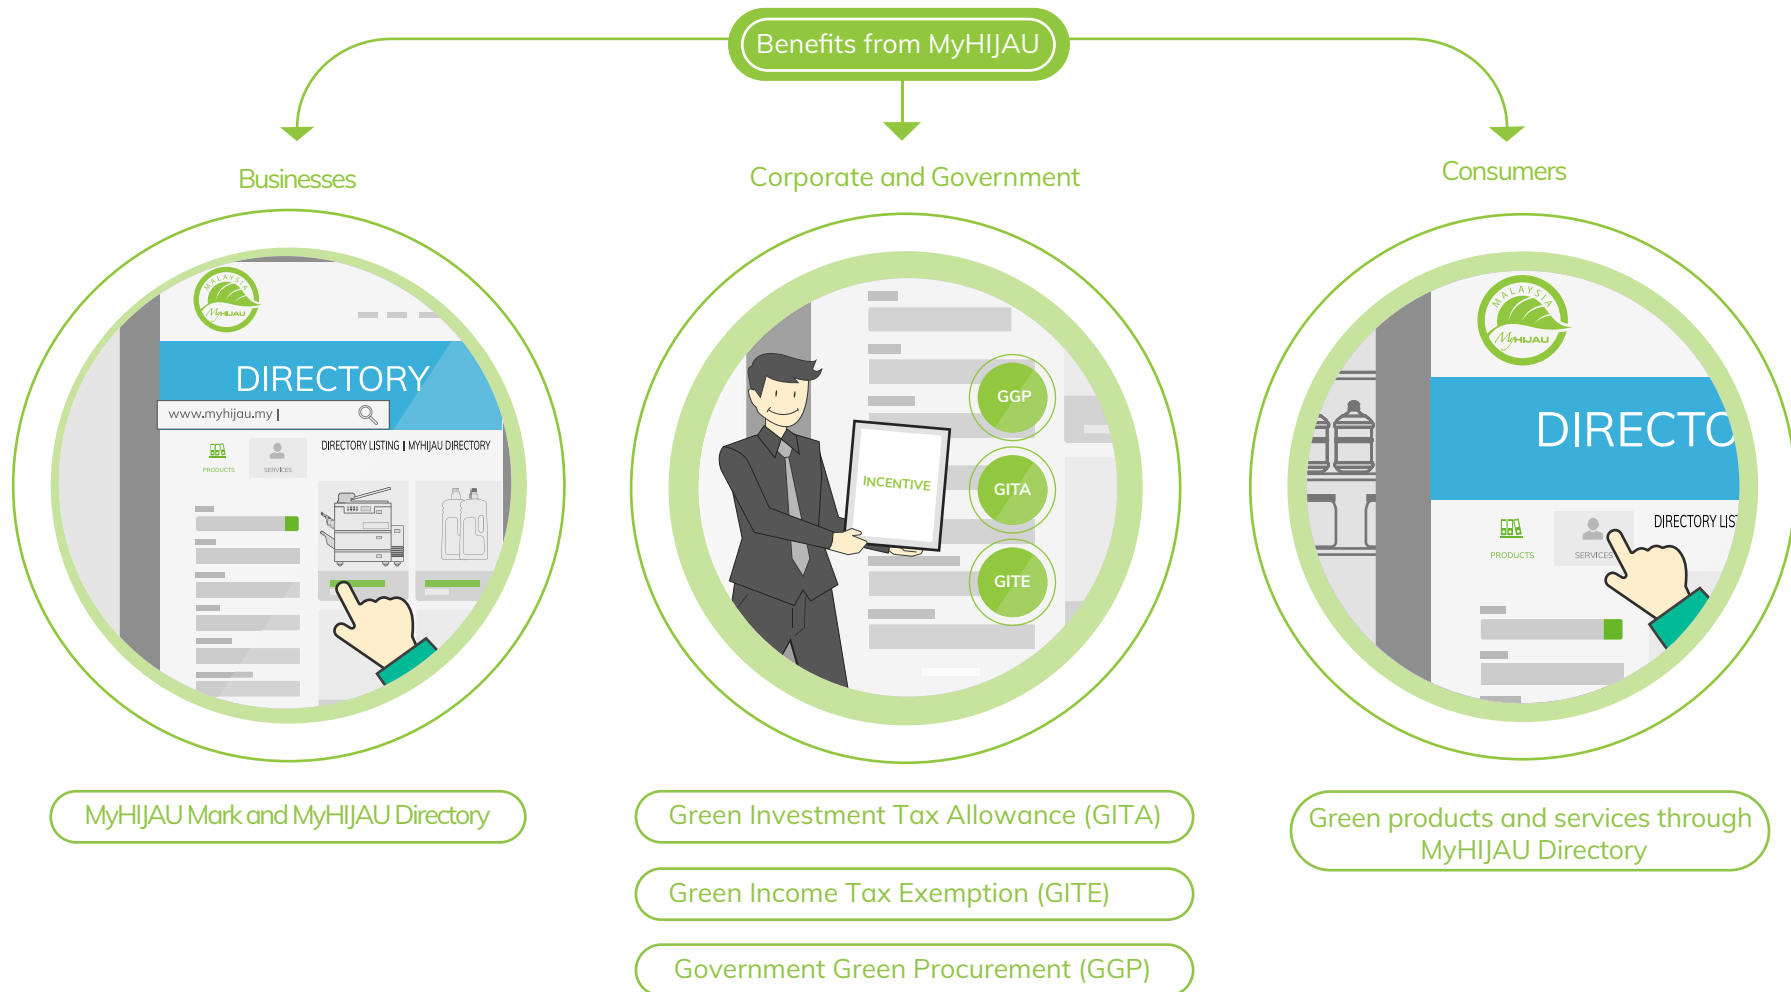 Benefits from MyHIJAU
Businesses
MALAYSIA
MyHIJAU
DIRECTORY
www.myhijau.my |
PRODUCTS
SERVICES
DIRECTORY LISTING | MYHIJAU DIRECTORY
MyHIJAU Mark and MyHIJAU Directory
Corporate and Government
INCENTIVE
GGP
GITA
GITE
Green Investment Tax Allowance (GITA)
Green Income Tax Exemption (GITE)
Government Green Procurement (GGP)
Consumers
MALAYSIA
MyHIJAU
DIRECTO
PRODUCTS
SERVICES
DIRECTORY LIST
Green products and services through
MyHIJAU Directory